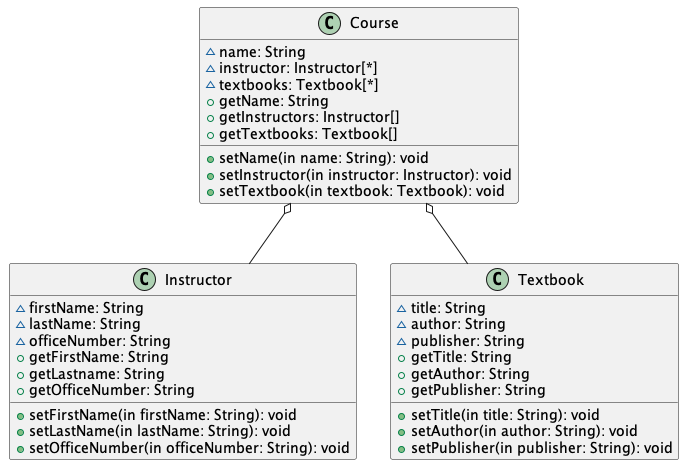 C Course
name: String
instructor: Instructor[*]
textbooks: Textbook[*]
getName: String
getInstructors: Instructor[]
getTextbooks: Textbook[]
setName(in name: String): void
setInstructor(in instructor: Instructor): void
setTextbook(in textbook: Textbook): void
C Instructor
firstName: String
lastName: String
officeNumber: String
getFirstName: String
getLastname: String
getOfficeNumber: String
setFirstName(in firstName: String): void
setLastName(in lastName: String): void
setOfficeNumber(in officeNumber: String): void
C Textbook
title: String
author: String
publisher: String
getTitle: String
getAuthor: String
getPublisher: String
setTitle(in title: String): void
setAuthor(in author: String): void
setPublisher(in publisher: String): void